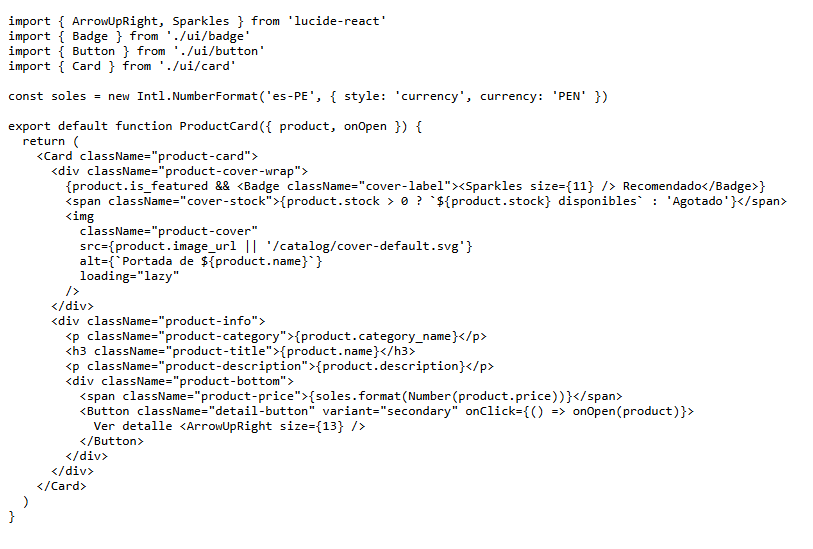 import { ArrowUpRight, Sparkles } from 'lucide-react'
import { Badge } from './ui/badge'
import { Button } from './ui/button'
import { Card } from './ui/card'

const soles = new Intl.NumberFormat('es-PE', { style: 'currency', currency: 'PEN' })

export default function ProductCard({ product, onOpen }) {
  return (
    <Card className="product-card">
      <div className="product-cover-wrap">
        {product.is_featured && <Badge className="cover-label"><Sparkles size={11} /> Recomendado</Badge>}
        <span className="cover-stock">{product.stock > 0 ? `${product.stock} disponibles` : 'Agotado'}</span>
        <img
          className="product-cover"
          src={product.image_url || '/catalog/cover-default.svg'}
          alt={`Portada de ${product.name}`}
          loading="lazy"
        />
      </div>
      <div className="product-info">
        <p className="product-category">{product.category_name}</p>
        <h3 className="product-title">{product.name}</h3>
        <p className="product-description">{product.description}</p>
        <div className="product-bottom">
          <span className="product-price">{soles.format(Number(product.price))}</span>
          <Button className="detail-button" variant="secondary" onClick={() => onOpen(product)}>
            Ver detalle <ArrowUpRight size={13} />
          </Button>
        </div>
      </div>
    </Card>
  )
}